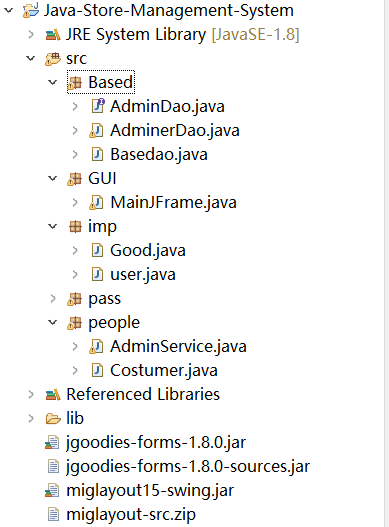 Java-Store-Management-System
JRE System Library [JavaSE-1.8]
src
Based
AdminDao.java
AdminerDao.java
Basedao.java
GUI
MainJFrame.java
imp
Good.java
user.java
pass
people
AdminService.java
Costumer.java
Referenced Libraries
lib
jgoodies-forms-1.8.0.jar
jgoodies-forms-1.8.0-sources.jar
miglayout15-swing.jar
miglayout-src.zip